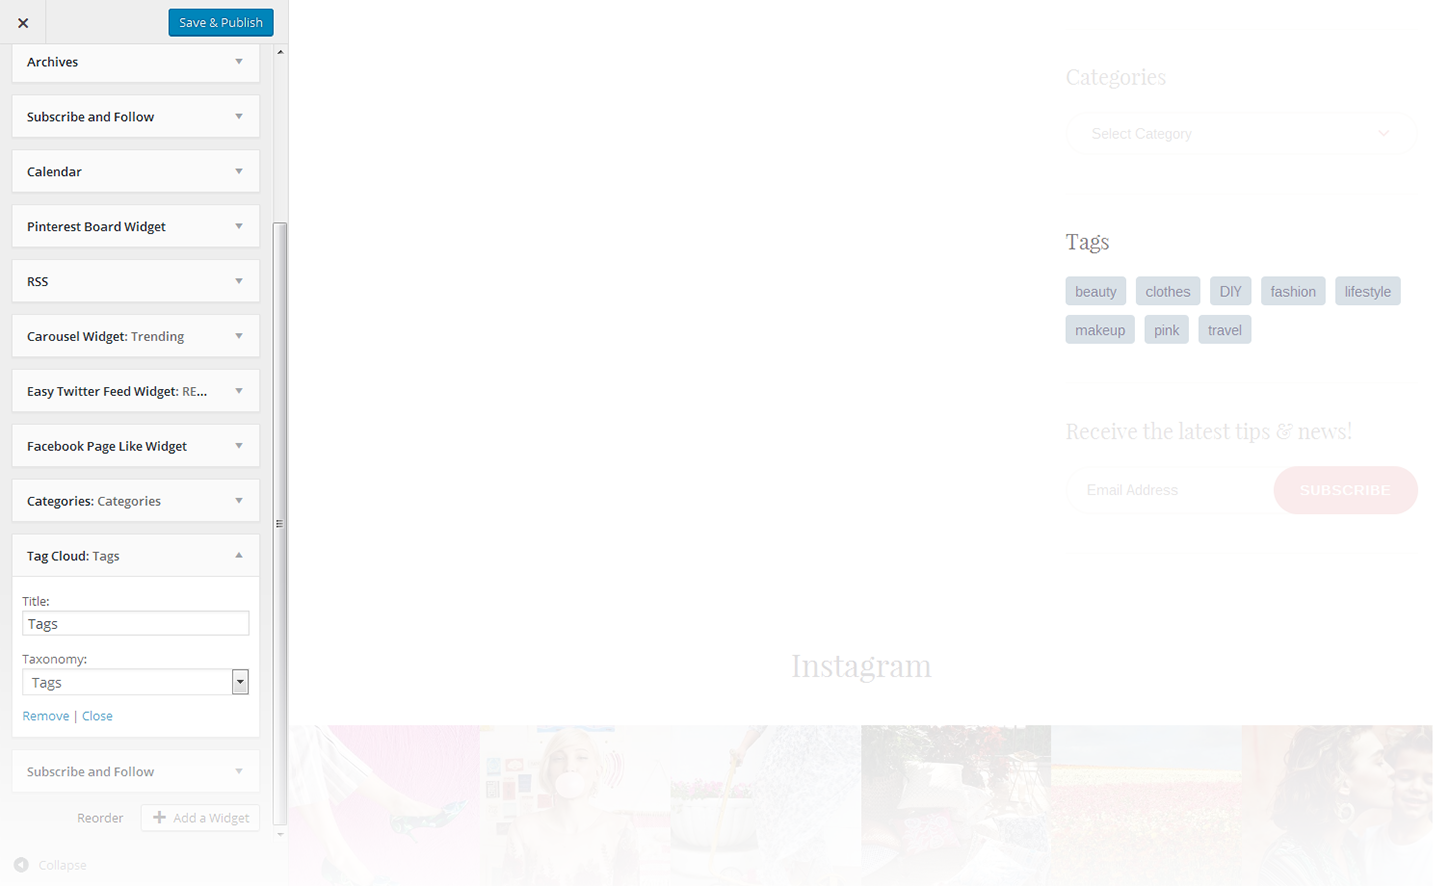 Save & Publish
Archives
Subscribe and Follow
Calendar
Pinterest Board Widget
RSS
Carousel Widget: Trending
Easy Twitter Feed Widget: RE...
Facebook Page Like Widget
Categories: Categories
Tag Cloud: Tags
Title:
Tags
Taxonomy:
Tags
Remove | Close
Subscribe and Follow
Reorder
Add a Widget
Collapse
Categories
Select Category
Tags
beauty clothes DIY fashion lifestyle
makeup pink travel
Receive the latest tips & news!
Email Address SUBSCRIBE
Instagram